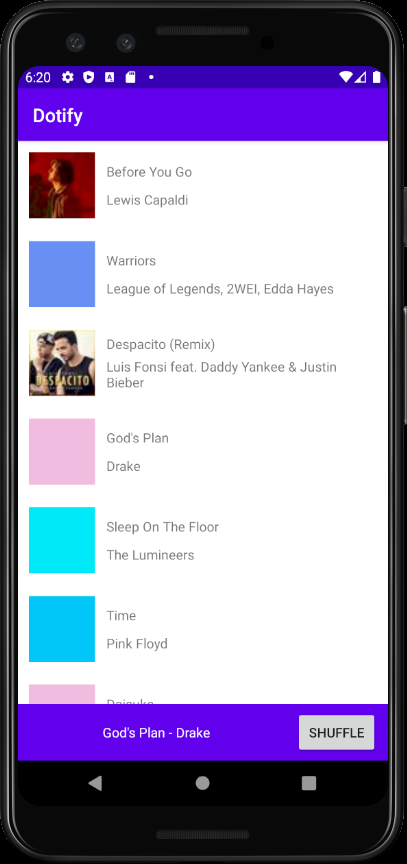 6:20
Dotify
Before You Go
Lewis Capaldi
Warriors
League of Legends, 2WEI, Edda Hayes
Despacito (Remix)
Luis Fonsi feat. Daddy Yankee & Justin
Bieber
DESPACITO
God's Plan
Drake
Sleep On The Floor
The Lumineers
Time
Pink Floyd
God's Plan - Drake
SHUFFLE